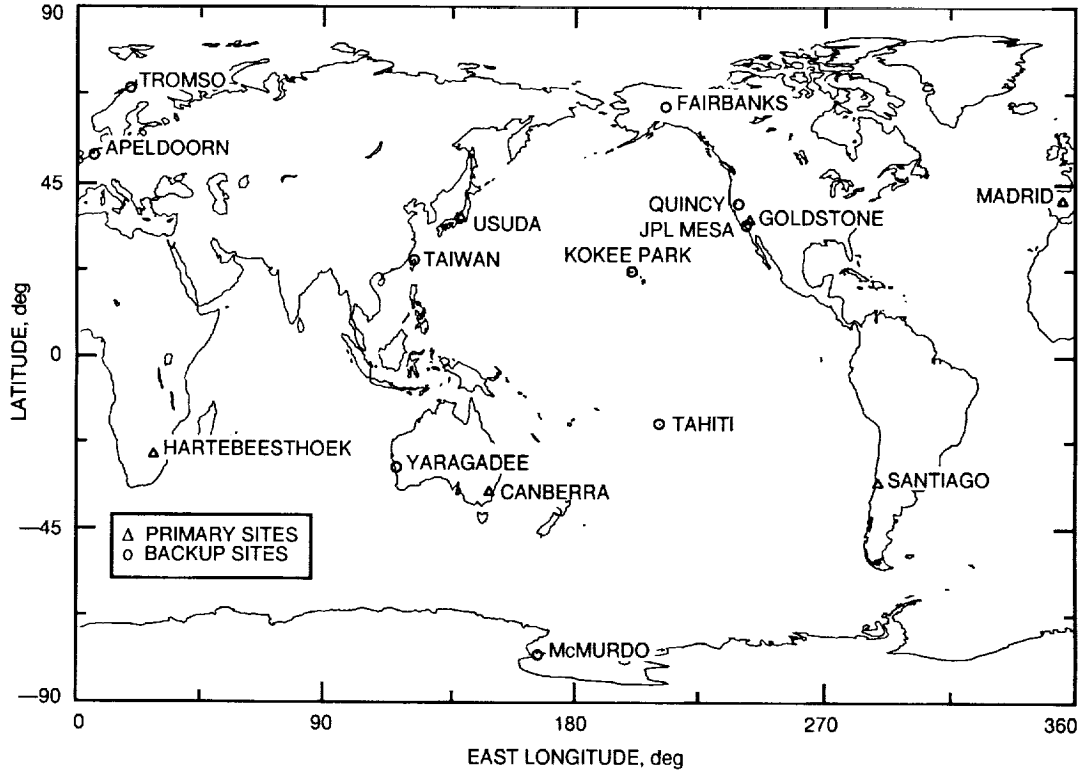 90
TROMSO
FAIRBANKS
APELDOORN
45
MADRID
QUINCY
GOLDSTONE
USUDA
JPL MESA
KOKEE PARK
TAIWAN
LATITUDE, deg
0
TAHITI
HARTEBEESTHOEK
YARAGADEE
SANTIAGO
CANBERRA
—45
PRIMARY SITES
BACKUP SITES
McMURDO
—90
0
90
180
270
360
EAST LONGITUDE, deg